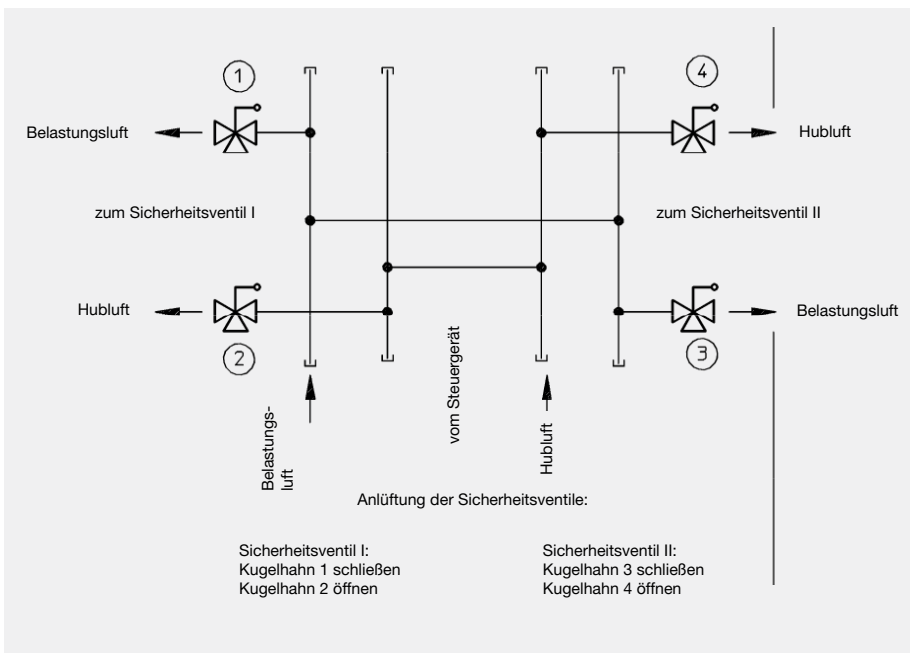 1
4
Belastungsluft
Hubluft
zum Sicherheitsventil I
zum Sicherheitsventil II
Hubluft
Belastungsluft
2
3
Belastungs-
luft
vom Steuergerät
Hubluft
Anlüftung der Sicherheitsventile:
Sicherheitsventil I:
Kugelhahn 1 schließen
Kugelhahn 2 öffnen
Sicherheitsventil II:
Kugelhahn 3 schließen
Kugelhahn 4 öffnen